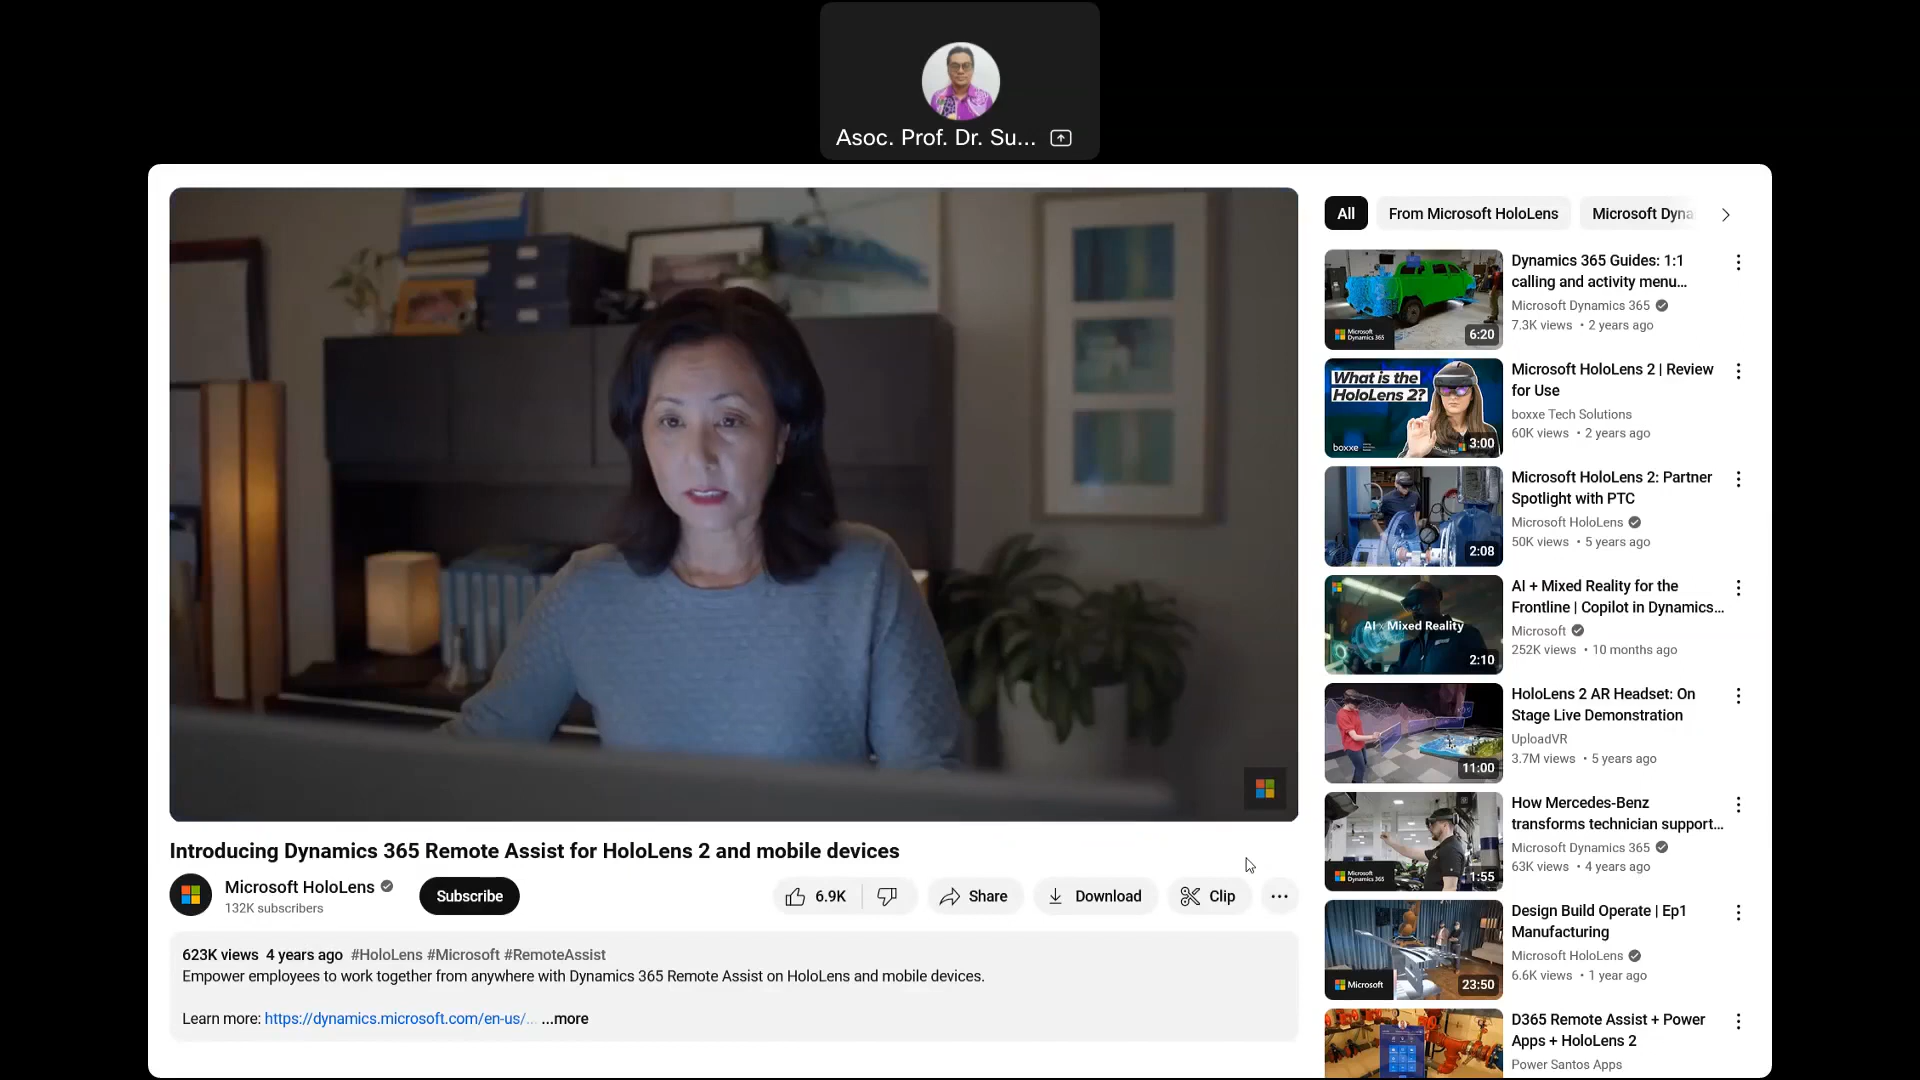 Asoc. Prof. Dr. Su...
All
From Microsoft HoloLens
Microsoft Dyna
Dynamics 365 Guides: 1:1
calling and activity menu...
Microsoft Dynamics 365
7.3K views • 2 years ago
Microsoft
Dynamics 365
6:20
What is the
HoloLens 2?
boxxe
3:00
Microsoft HoloLens 2 | Review
for Use
boxxe Tech Solutions
60K views • 2 years ago
2:08
Microsoft HoloLens 2: Partner
Spotlight with PTC
Microsoft HoloLens
50K views • 5 years ago
AI + Mixed Reality
2:10
AI + Mixed Reality for the
Frontline | Copilot in Dynamics...
Microsoft
252K views • 10 months ago
11:00
HoloLens 2 AR Headset: On
Stage Live Demonstration
UploadVR
3.7M views • 5 years ago
Microsoft
Dynamics 365
1:55
How Mercedes-Benz
transforms technician support...
Microsoft Dynamics 365
63K views • 4 years ago
Microsoft
23:50
Design Build Operate | Ep1
Manufacturing
Microsoft HoloLens
6.6K views • 1 year ago
D365 Remote Assist + Power
Apps + HoloLens 2
Power Santos Apps
Introducing Dynamics 365 Remote Assist for HoloLens 2 and mobile devices
Microsoft HoloLens
132K subscribers
Subscribe
6.9K
Share
Download
Clip
623K views 4 years ago #HoloLens #Microsoft #RemoteAssist
Empower employees to work together from anywhere with Dynamics 365 Remote Assist on HoloLens and mobile devices.
Learn more: https://dynamics.microsoft.com/en-us/... ...more